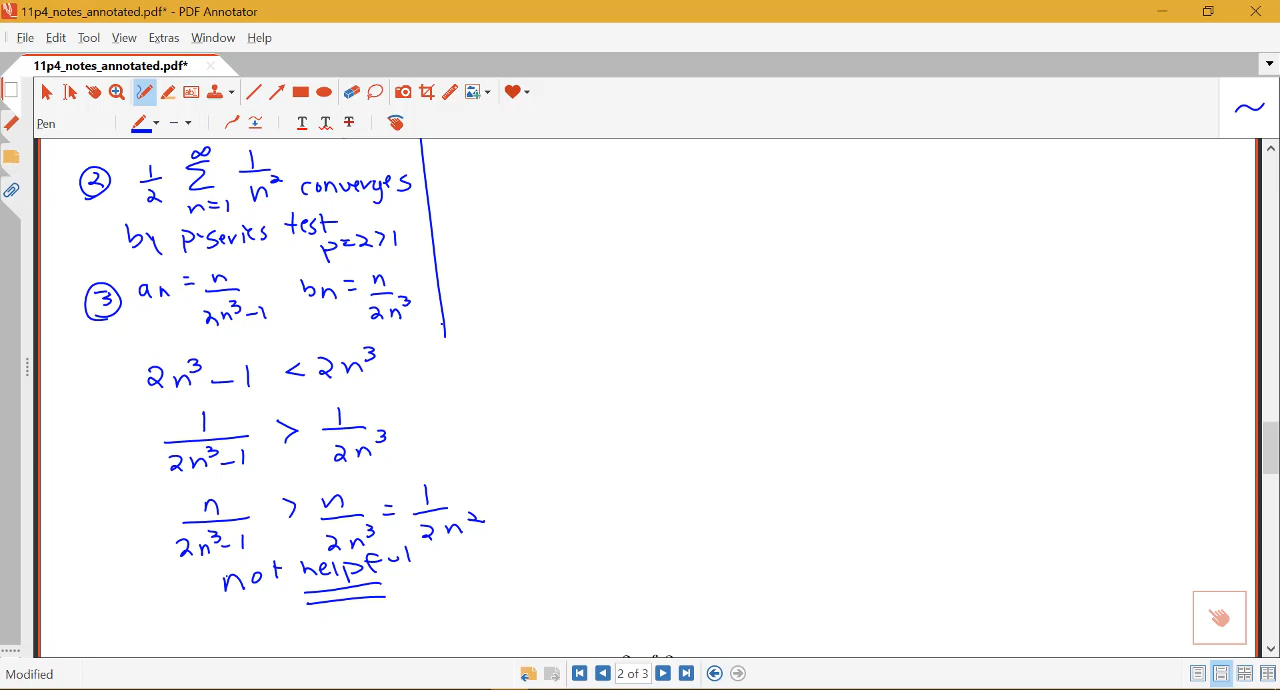 11p4_notes_annotated.pdf* - PDF Annotator
File Edit Tool View Extras Window Help
11p4_notes_annotated.pdf*
Pen
② 1/2 ∑_{n=1}^{∞} 1/n² converges
by p-series test
p=2>1
③ an = n/(2n³-1) bn = n/(2n³)
2n³-1 < 2n³
1/(2n³-1) > 1/(2n³)
n/(2n³-1) > n/(2n³) = 1/(2n²)
not helpful
2 of 3
Modified